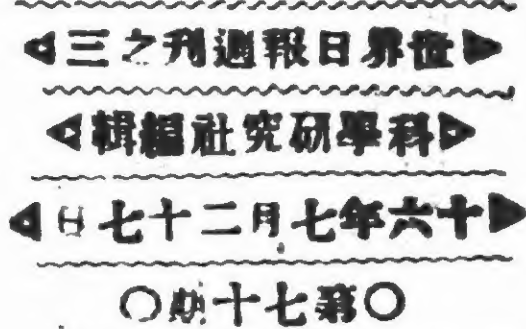 世界日報週刊之三
科學研究社編輯
十六年七月二十七日
○第七十期○